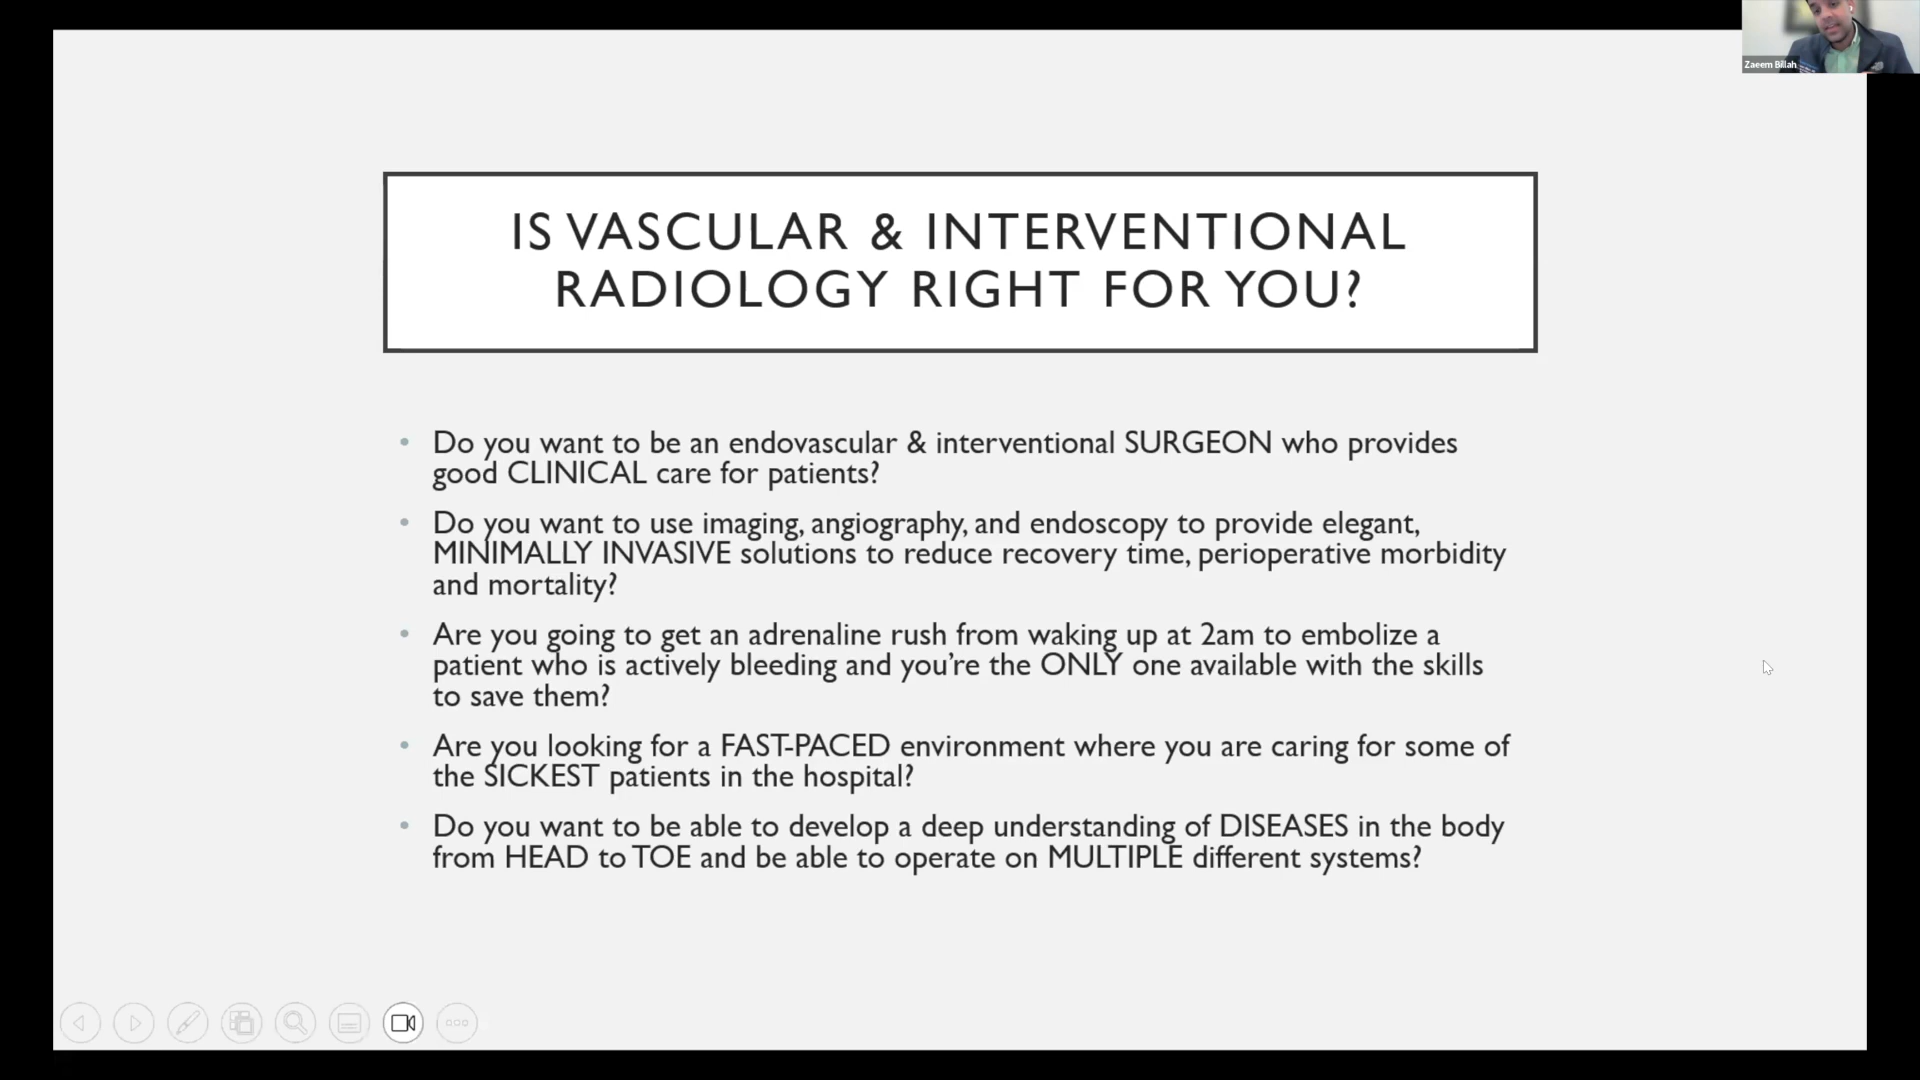 Zaeem Billah
IS VASCULAR & INTERVENTIONAL
RADIOLOGY RIGHT FOR YOU?
• Do you want to be an endovascular & interventional SURGEON who provides
good CLINICAL care for patients?
• Do you want to use imaging, angiography, and endoscopy to provide elegant,
MINIMALLY INVASIVE solutions to reduce recovery time, perioperative morbidity
and mortality?
• Are you going to get an adrenaline rush from waking up at 2am to embolize a
patient who is actively bleeding and you’re the ONLY one available with the skills
to save them?
• Are you looking for a FAST-PACED environment where you are caring for some of
the SICKEST patients in the hospital?
• Do you want to be able to develop a deep understanding of DISEASES in the body
from HEAD to TOE and be able to operate on MULTIPLE different systems?